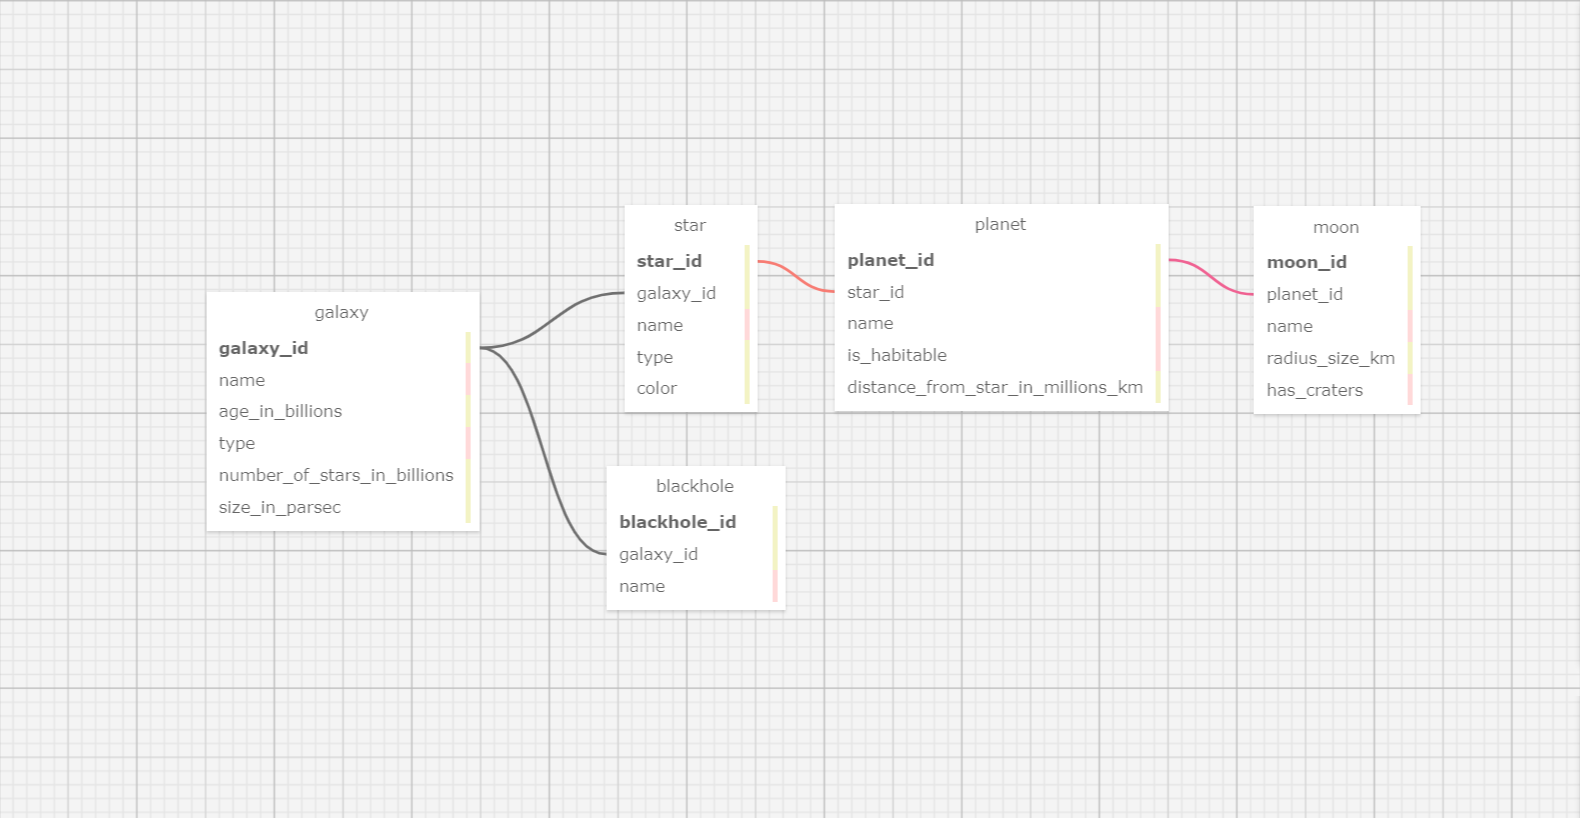 galaxy
galaxy_id
name
age_in_billions
type
number_of_stars_in_billions
size_in_parsec
star
star_id
galaxy_id
name
type
color
blackhole
blackhole_id
galaxy_id
name
planet
planet_id
star_id
name
is_habitable
distance_from_star_in_millions_km
moon
moon_id
planet_id
name
radius_size_km
has_craters